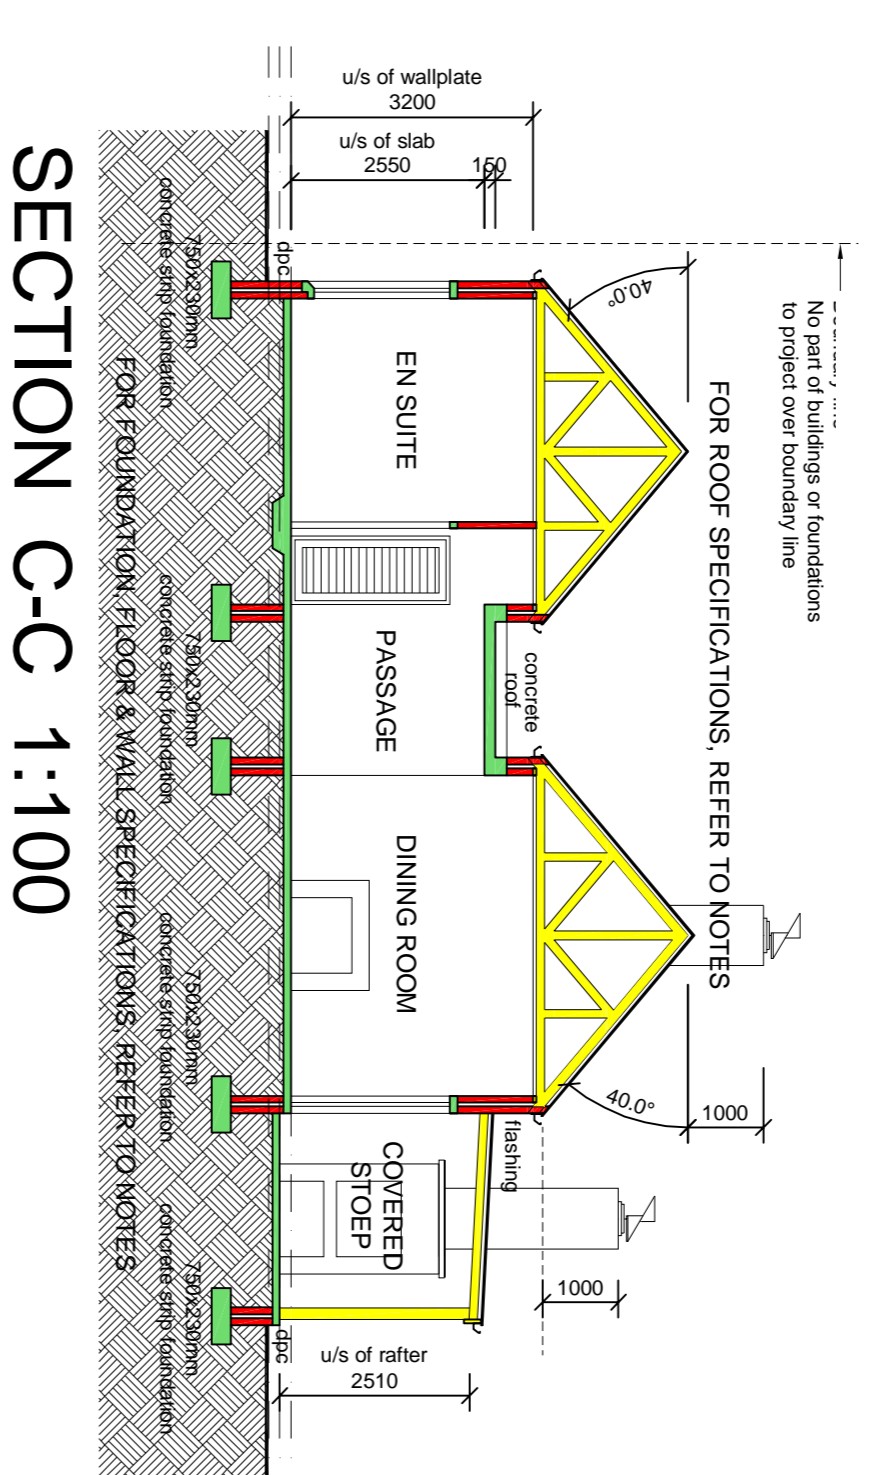 No part of buildings or foundations
to project over boundary line
FOR ROOF SPECIFICATIONS, REFER TO NOTES
40.0°
40.0°
1000
u/s of wallplate
3200
u/s of slab
2550
150
concrete
roof
flashing
1000
EN SUITE
PASSAGE
DINING ROOM
COVERED
STOEP
u/s of rafter
2510
dpc
dpc
750x230mm
concrete strip foundation
750x230mm
concrete strip foundation
750x230mm
concrete strip foundation
750x230mm
concrete strip foundation
FOR FOUNDATION, FLOOR & WALL SPECIFICATIONS, REFER TO NOTES
SECTION C-C 1:100